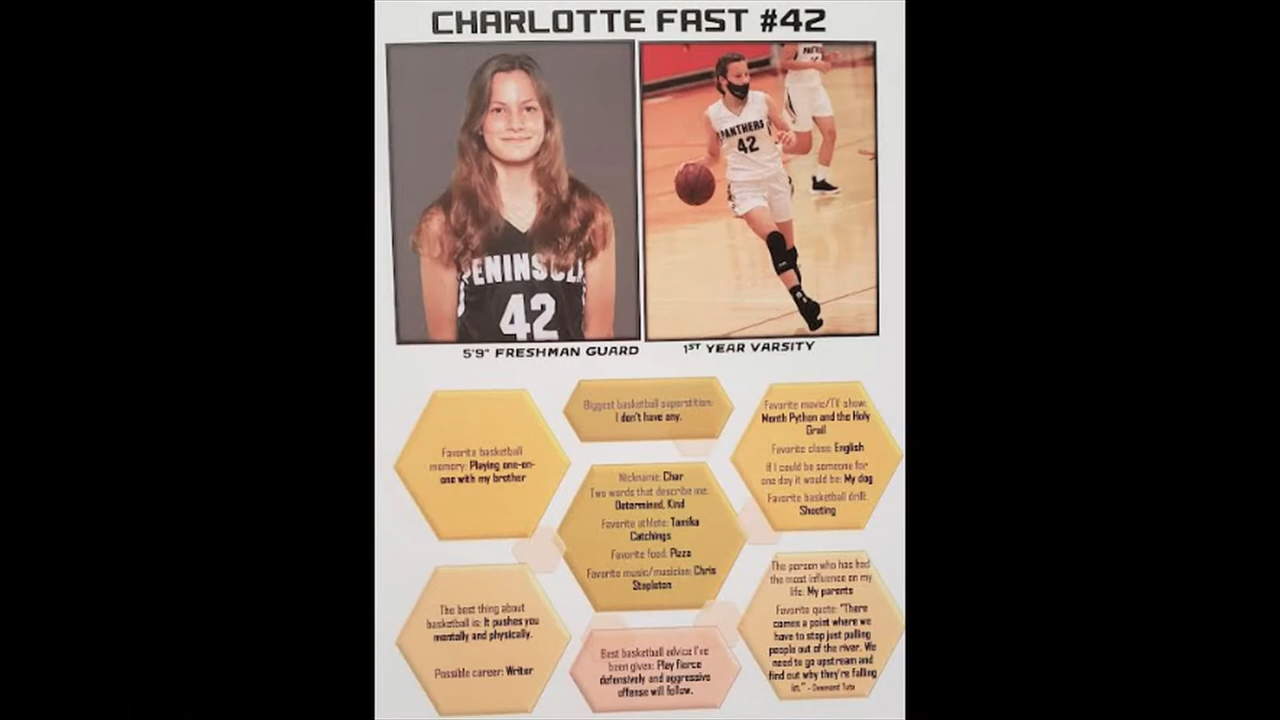 CHARLOTTE FAST #42
PANTHERS
42
PENINSULA
42
5'9" FRESHMAN GUARD
1ST YEAR VARSITY
Biggest basketball superstition:
I don't have any.
Favorite basketball
memory: Playing one-on-
one with my brother
Nickname: Char
Two words that describe me:
Determined, Kind
Favorite athlete: Tamika
Catchings
Favorite food: Pizza
Favorite music/musician: Chris
Stapleton
Favorite movie/TV show:
Month Python and the Holy
Grail
Favorite class: English
If I could be someone for
one day it would be: My dog
Favorite basketball drill:
Shooting
The best thing about
basketball is: It pushes you
mentally and physically.
Possible career: Writer
Best basketball advice I've
been given: Play fierce
defensively and aggressive
offense will follow.
The person who has had
the most influence on my
life: My parents
Favorite quote: "There
comes a point where we
have to stop just pulling
people out of the river. We
need to go upstream and
find out why they're falling
in." - Desmond Tutu